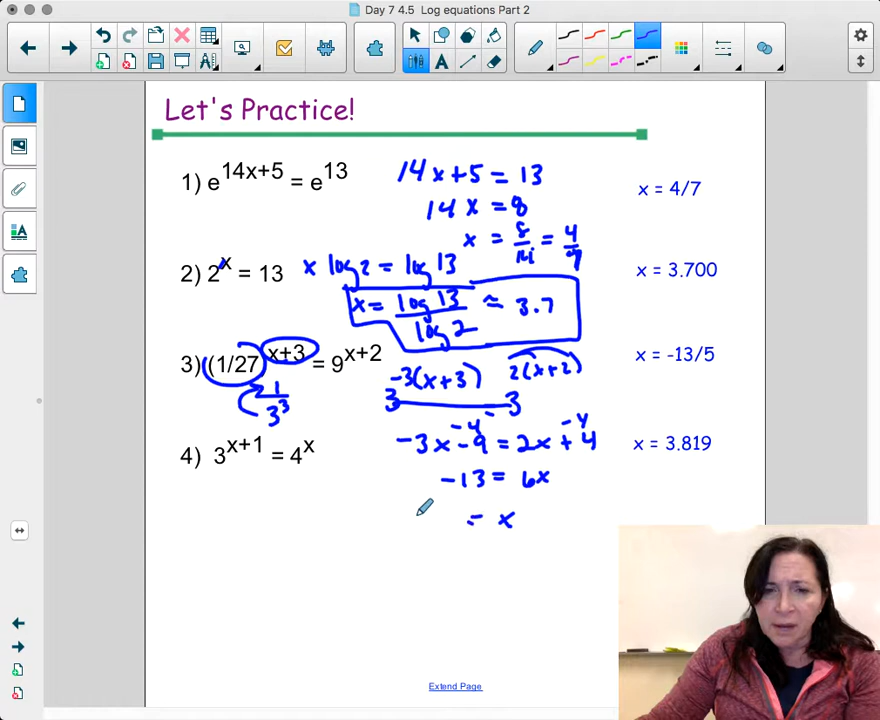 Day 7 4.5 Log equations Part 2
Let's Practice!
1) e^14x+5 = e^13
14x+5 = 13
x = 4/7
14x = 8
x = 8/14 = 4/7
2) 2^x = 13
x log 2 = log 13
x = 3.700
x = log 13 / log 2 ≈ 3.7
3) (1/27)^x+3 = 9^x+2
x = -13/5
3^-3(x+3) = 3^2(x+2)
1/3^3
-4 -4
4) 3^x+1 = 4^x
-3x - 9 = 2x + 4
x = 3.819
-13 = 6x
= x
Extend Page